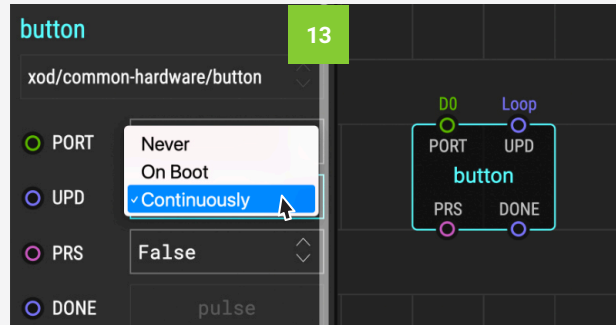 button
13
xod/common-hardware/button
PORT
Never
On Boot
✓Continuously
UPD
PRS
False
DONE
pulse
D0
Loop
PORT
UPD
button
PRS
DONE